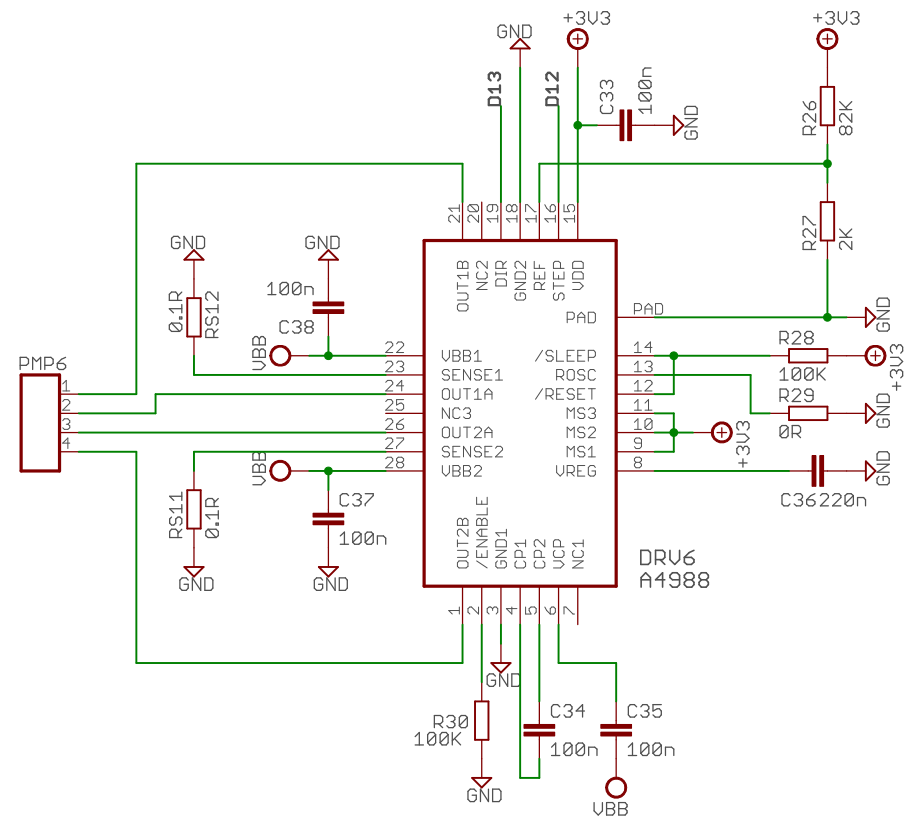 +3V3
+3V3
GND
D13
D12
C33
100n
GND
R26
82K
21
20
19
18
17
16
15
R27
2K
GND
GND
OUT1B
NC2
DIR
GND2
REF
STEP
VDD
0.1R
RS12
100n
C38
PAD
PAD
GND
VBB
22
VBB1
/SLEEP
14
R28
100K
+3V3
PMP6
23
SENSE1
ROSC
13
1
24
OUT1A
/RESET
12
R29
0R
GND
2
25
NC3
MS3
11
3
26
OUT2A
MS2
10
+3V3
4
27
SENSE2
MS1
9
VBB
28
VBB2
VREG
8
GND
C36
220n
RS11
0.1R
C37
100n
GND
GND
OUT2B
/ENABLE
GND1
CP1
CP2
VCP
NC1
DRV6
A4988
1
2
3
4
5
6
7
GND
R30
100K
C34
100n
C35
100n
GND
VBB